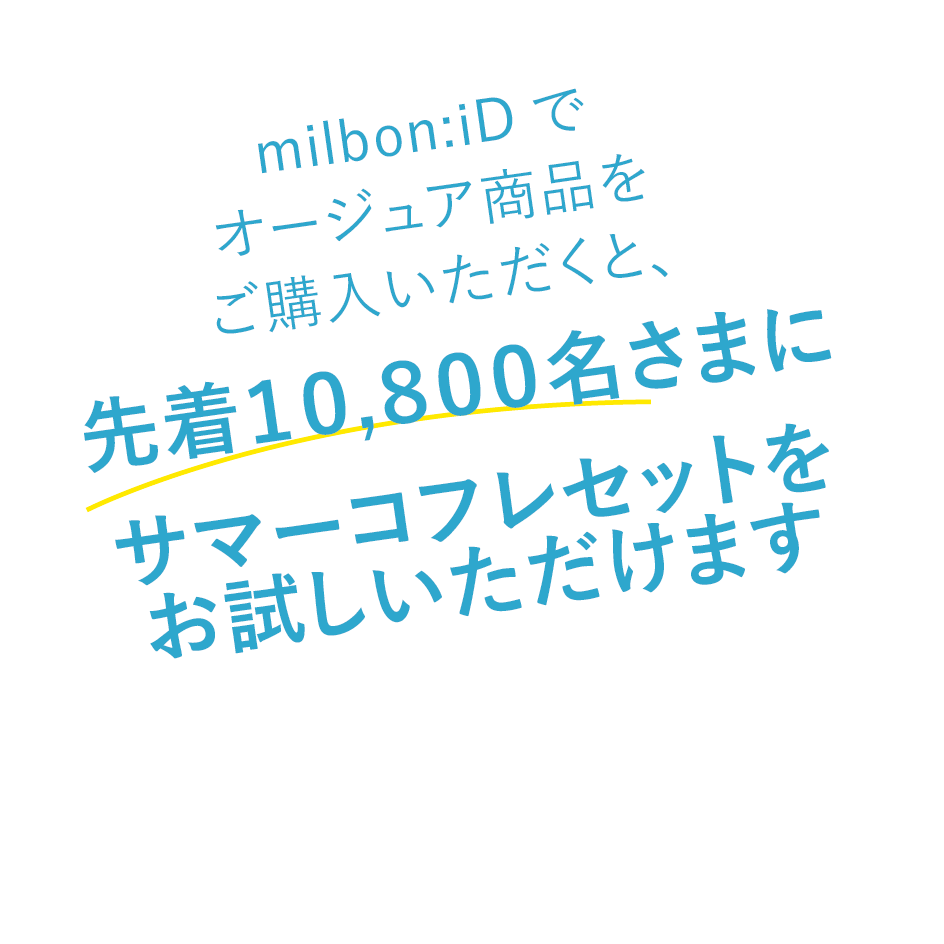 milbon:iD で
オージュア商品を
ご購入いただくと、
先着10,800名さまに
サマーコフレセットを
お試しいただけます